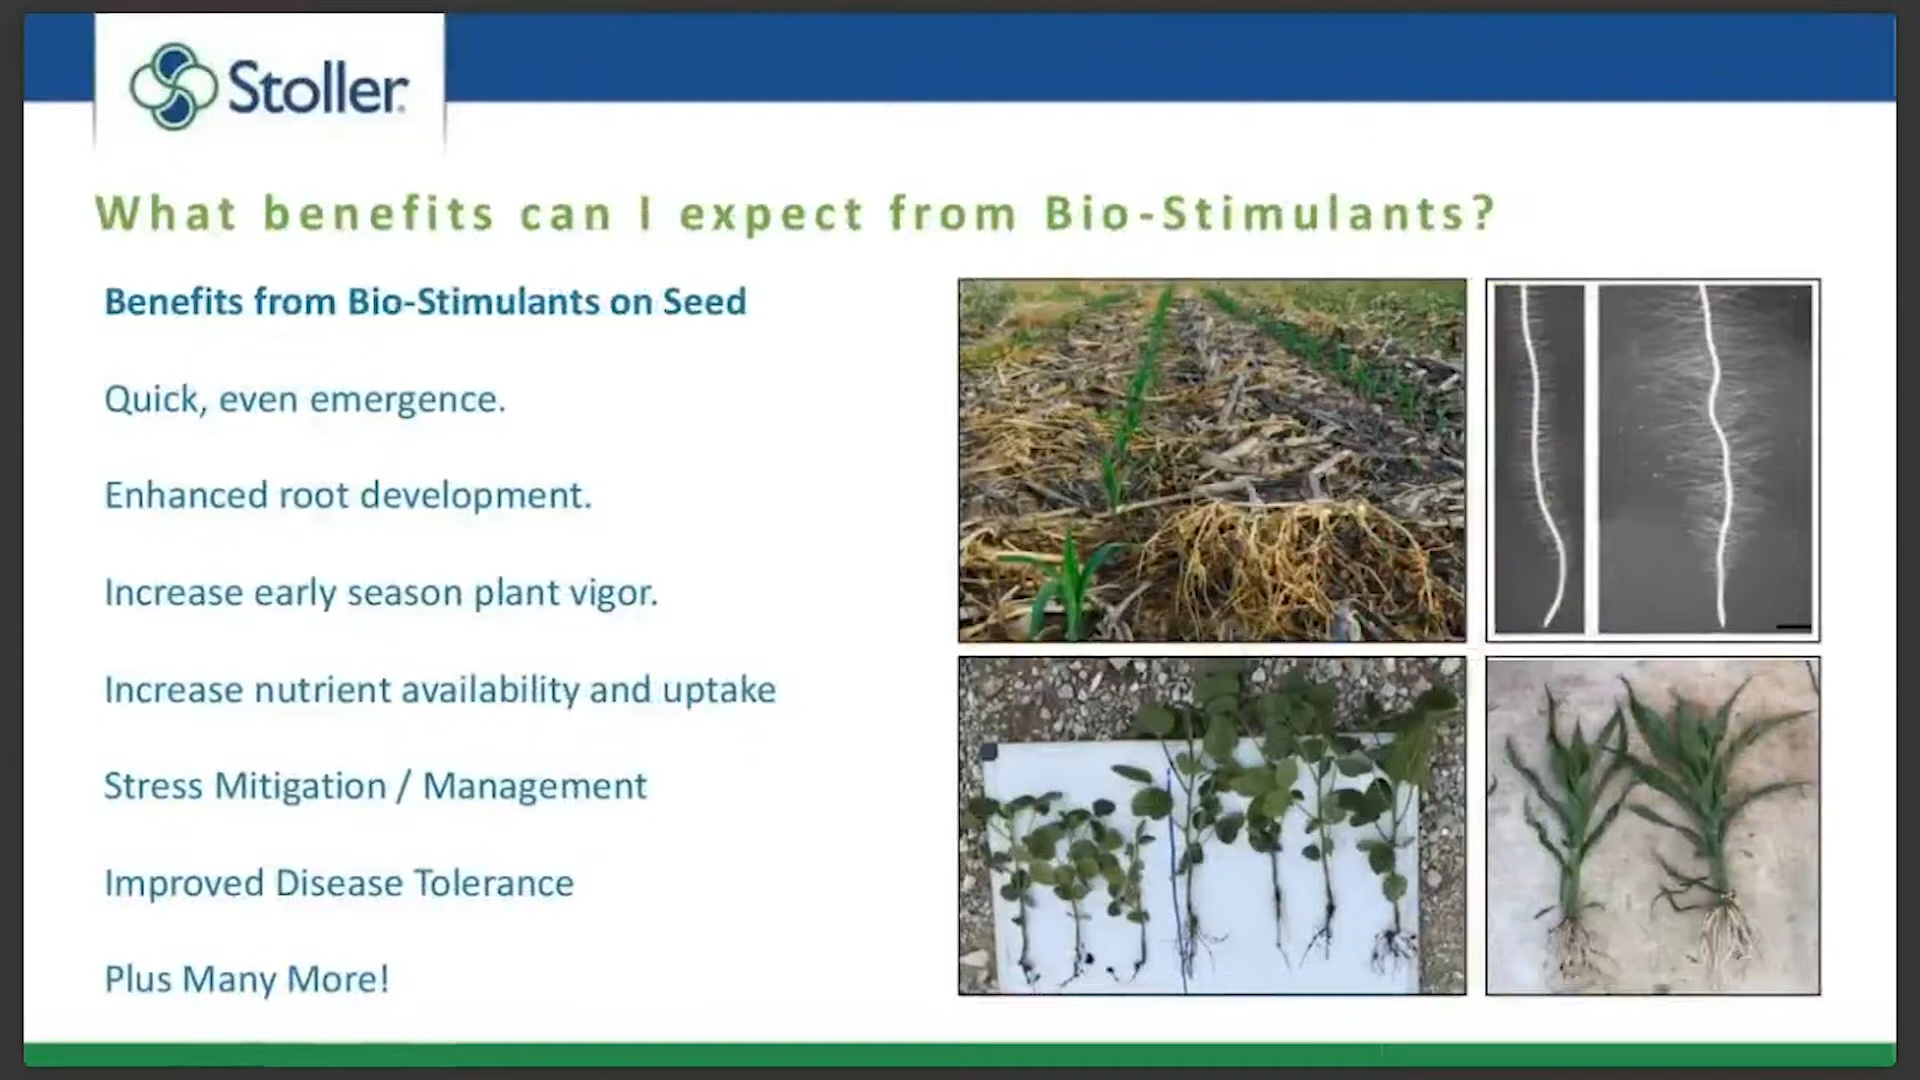 Stoller
What benefits can I expect from Bio-Stimulants?
Benefits from Bio-Stimulants on Seed
Quick, even emergence.
Enhanced root development.
Increase early season plant vigor.
Increase nutrient availability and uptake
Stress Mitigation / Management
Improved Disease Tolerance
Plus Many More!